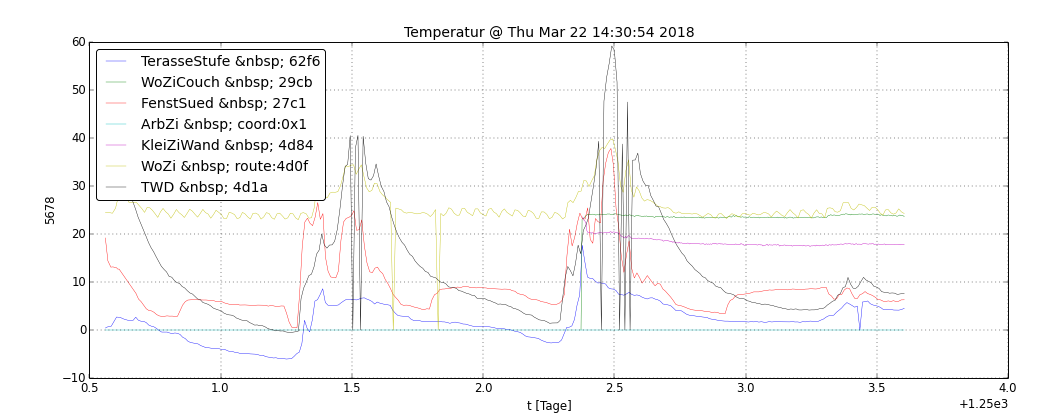 Temperatur @ Thu Mar 22 14:30:54 2018
60
50
40
30
20
10
0
−10
5678
TerasseStufe &nbsp; 62f6
WoZiCouch &nbsp; 29cb
FenstSued &nbsp; 27c1
ArbZi &nbsp; coord:0x1
KleiZiWand &nbsp; 4d84
WoZi &nbsp; route:4d0f
TWD &nbsp; 4d1a
0.5 1.0 1.5 2.0 2.5 3.0 3.5 4.0
t [Tage]
+1.25e3